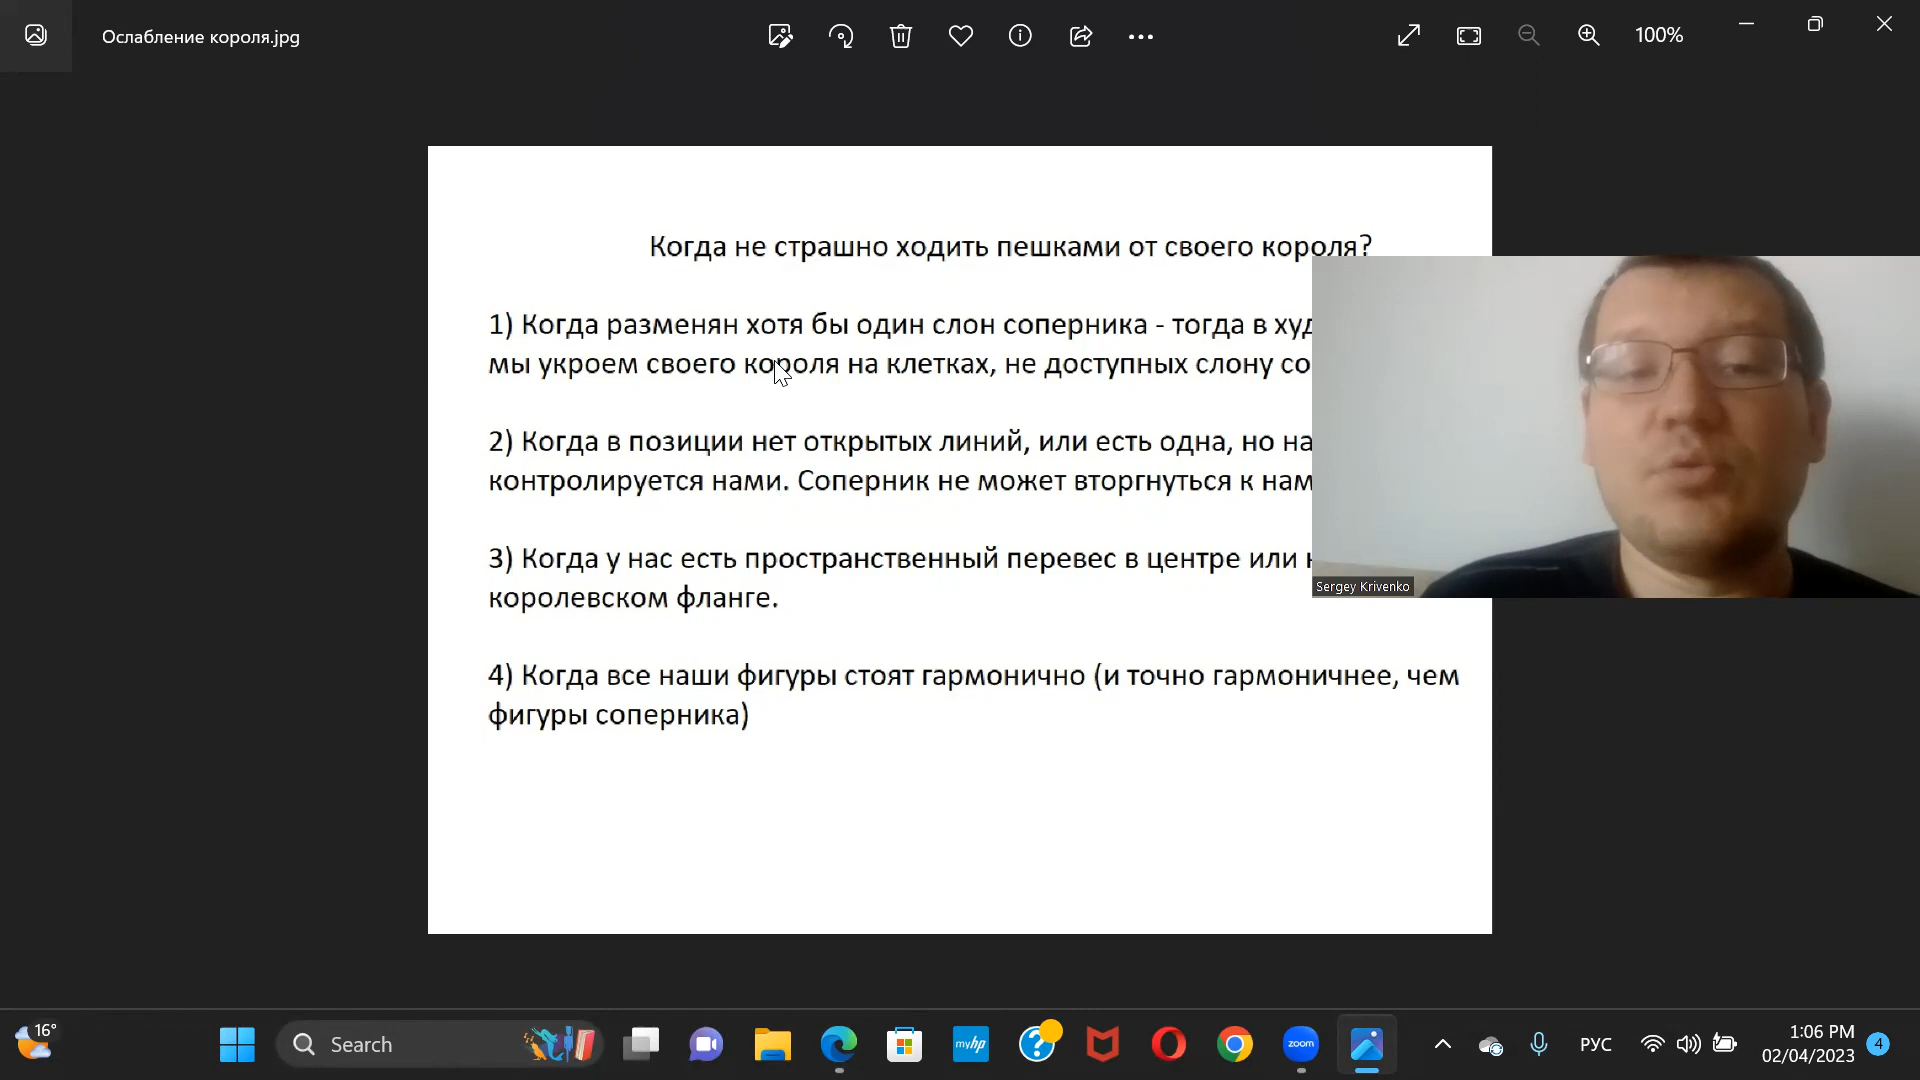 Ослабление короля.jpg
100%
Когда не страшно ходить пешками от своего короля?
1) Когда разменян хотя бы один слон соперника - тогда в худ
мы укроем своего короля на клетках, не доступных слону со
2) Когда в позиции нет открытых линий, или есть одна, но на
контролируется нами. Соперник не может вторгнуться к нам
3) Когда у нас есть пространственный перевес в центре или
королевском фланге.
Sergey Krivenko
4) Когда все наши фигуры стоят гармонично (и точно гармоничнее, чем
фигуры соперника)
16°
Search
myhp
zoom
РУС
1:06 PM
02/04/2023
4